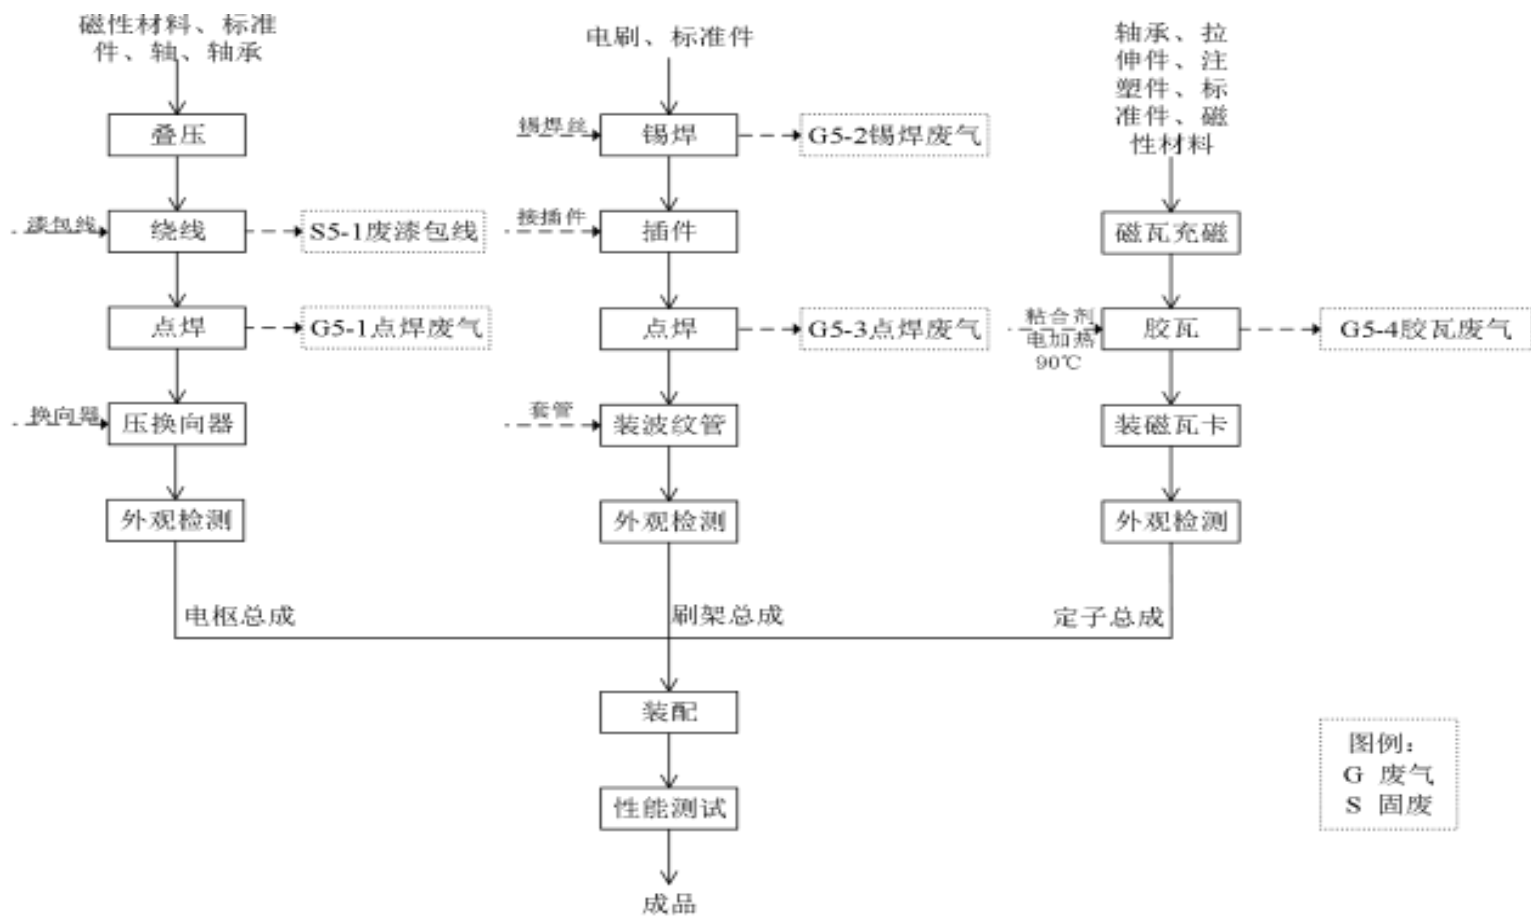 磁性材料、标准
件、轴、轴承
电刷、标准件
轴承、拉
伸件、注
塑件、标
准件、磁
性材料
叠压
锡焊丝
锡焊
G5-2锡焊废气
漆包线
绕线
S5-1废漆包线
接插件
插件
磁瓦充磁
点焊
G5-1点焊废气
点焊
G5-3点焊废气
粘合剂
电加热
90℃
胶瓦
G5-4胶瓦废气
换向器
压换向器
套管
装波纹管
装磁瓦卡
外观检测
外观检测
外观检测
电枢总成
刷架总成
定子总成
装配
性能测试
成品
图例：
G 废气
S 固废